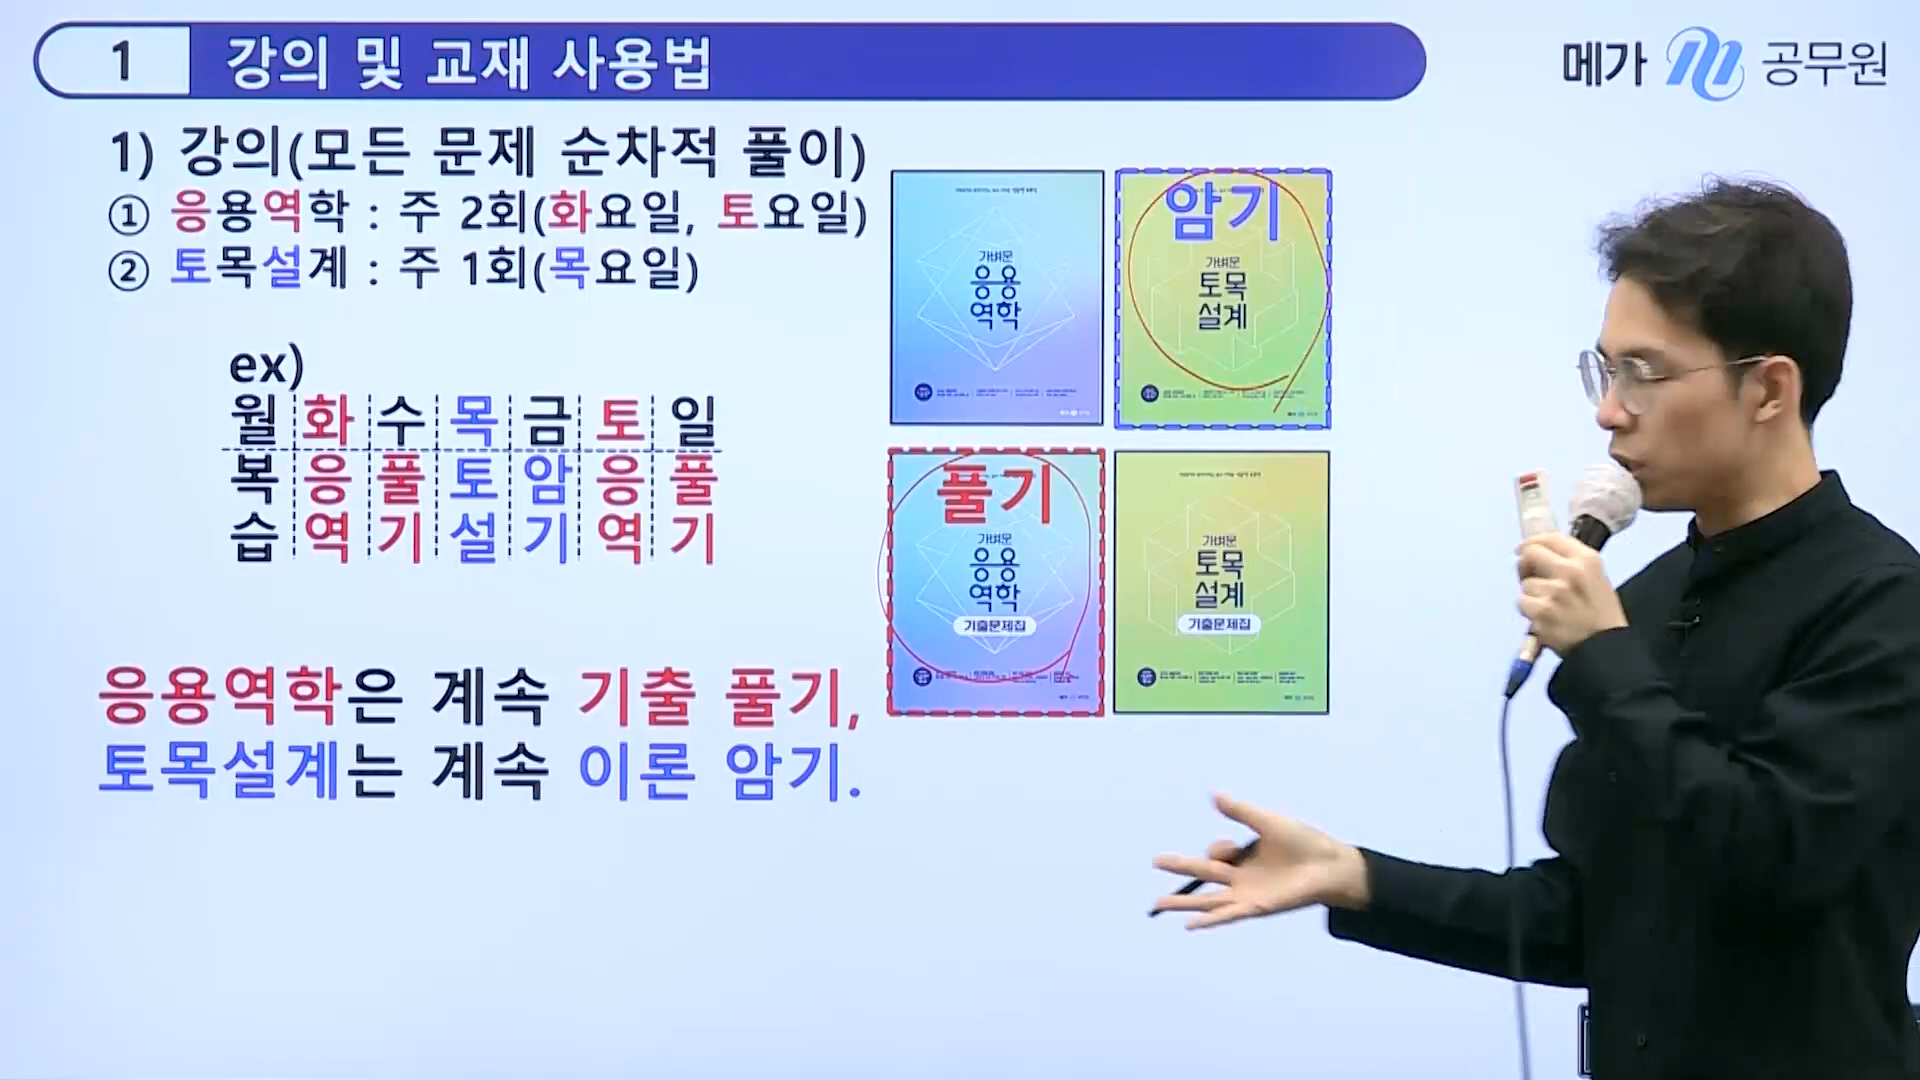 1 강의 및 교재 사용법
메가 공무원
1) 강의(모든 문제 순차적 풀이)
① 응용역학 : 주 2회(화요일, 토요일)
② 토목설계 : 주 1회(목요일)
ex)
월 화 수 목 금 토 일
복 응 풀 토 암 응 풀
습 역 기 설 기 역 기
응용역학은 계속 기출 풀기,
토목설계는 계속 이론 암기.
가벼운
응용
역학
암기
가벼운
토목
설계
풀기
가벼운
응용
역학
기출문제집
가벼운
토목
설계
기출문제집